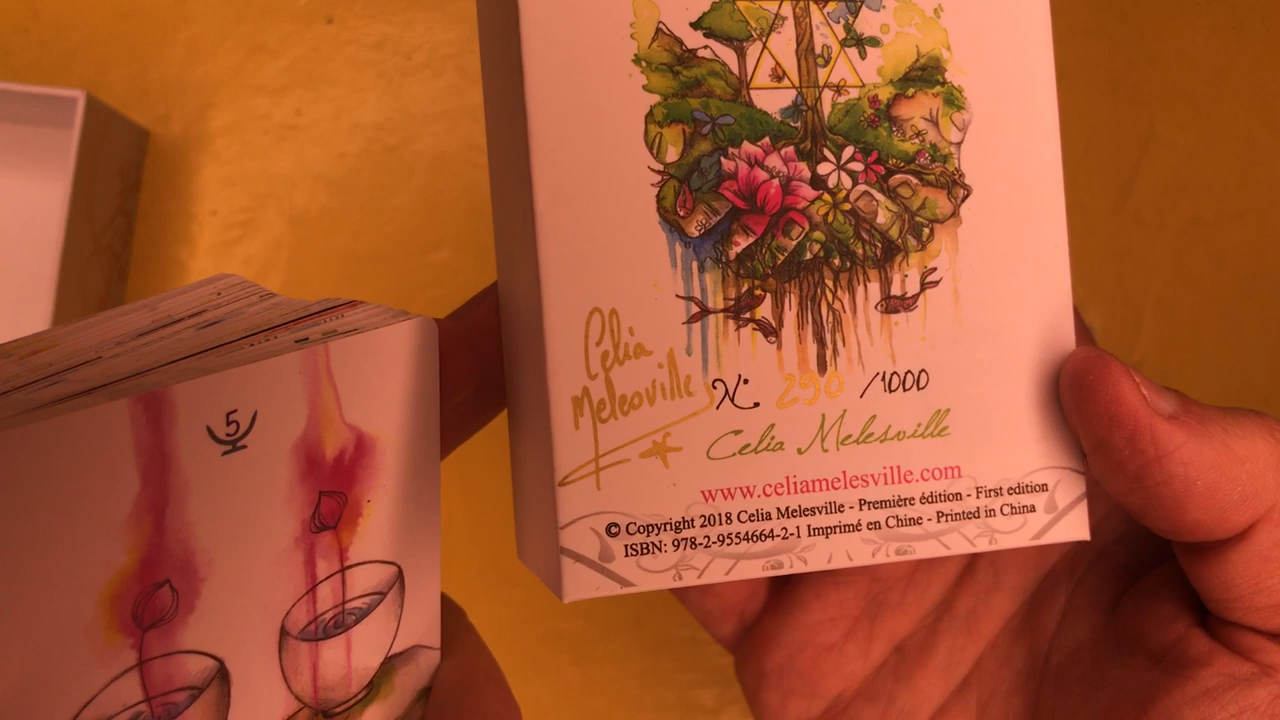 5
Celia
Melesville
N° 290 /1000
Celia Melesville
www.celiamelesville.com
© Copyright 2018 Celia Melesville - Première édition - First edition
ISBN: 978-2-9554664-2-1 Imprimé en Chine - Printed in China